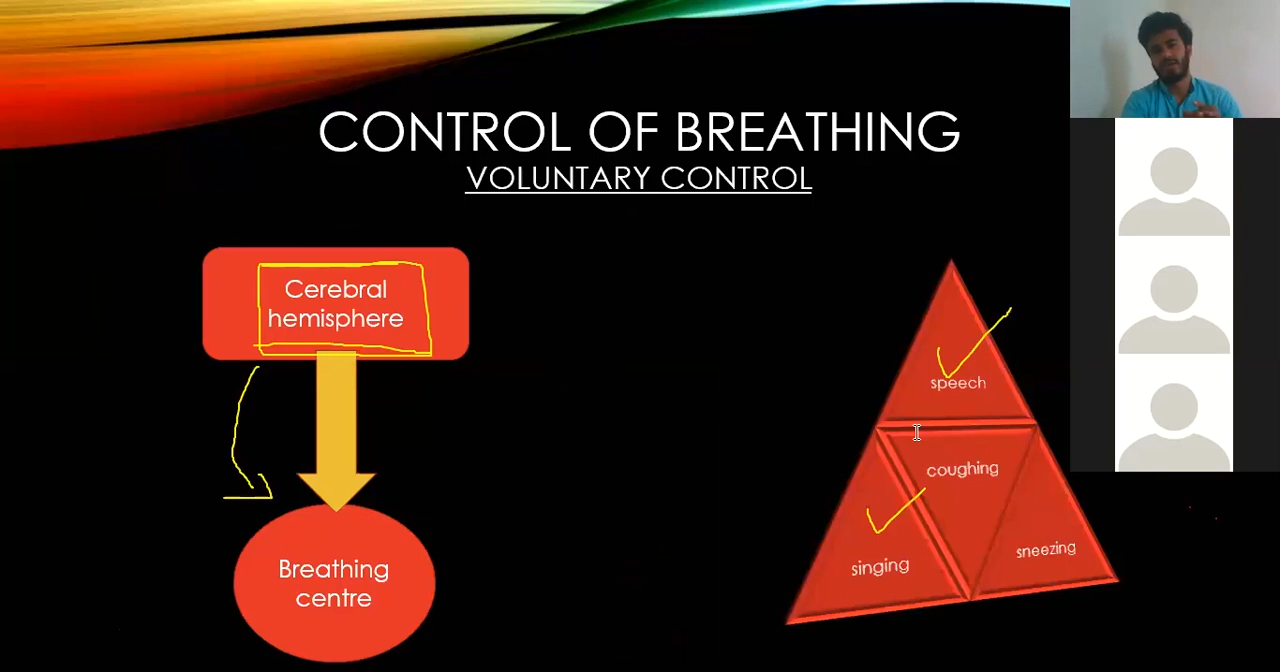 CONTROL OF BREATHING
VOLUNTARY CONTROL
Cerebral
hemisphere
Breathing
centre
speech
coughing
singing
sneezing